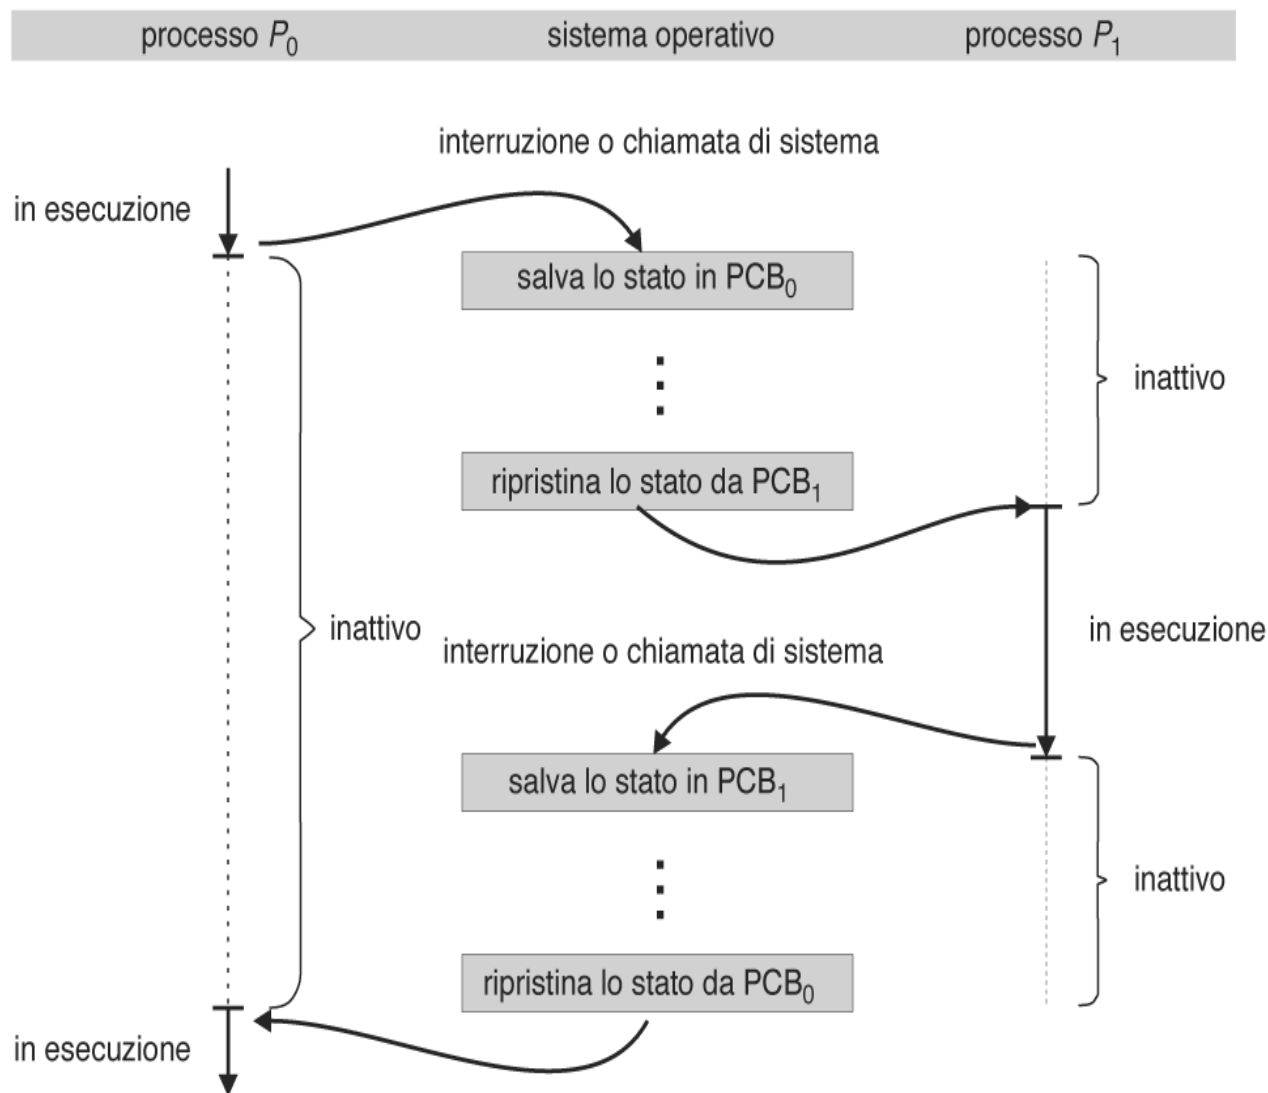 processo P0 sistema operativo processo P1
interruzione o chiamata di sistema
in esecuzione
salva lo stato in PCB0
inattivo
ripristina lo stato da PCB1
inattivo
in esecuzione
interruzione o chiamata di sistema
salva lo stato in PCB1
inattivo
ripristina lo stato da PCB0
in esecuzione